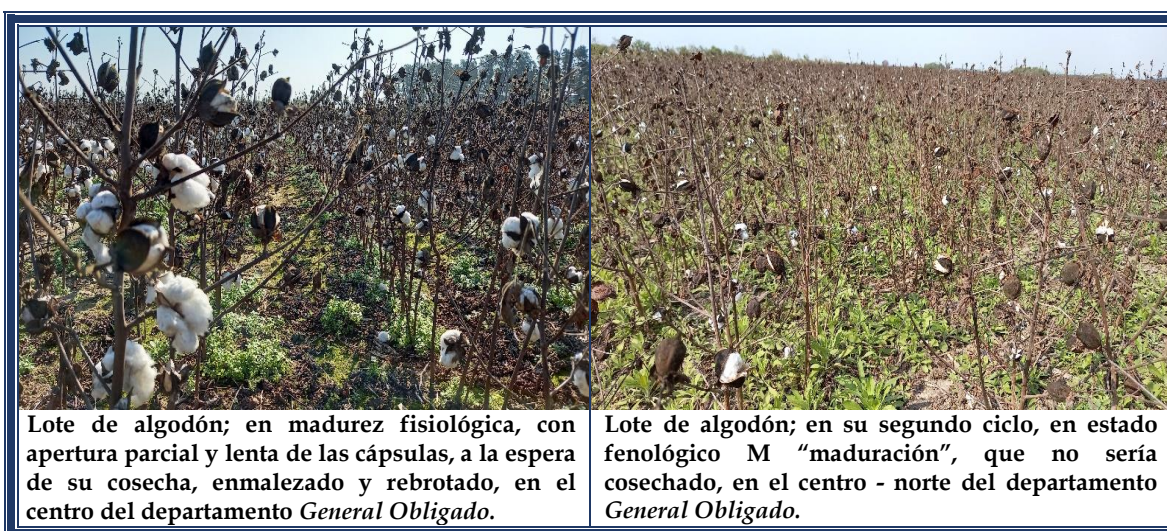 Lote de algodón; en madurez fisiológica, con
apertura parcial y lenta de las cápsulas, a la espera
de su cosecha, enmalezado y rebrotado, en el
centro del departamento General Obligado.
Lote de algodón; en su segundo ciclo, en estado
fenológico M “maduración”, que no sería
cosechado, en el centro - norte del departamento
General Obligado.